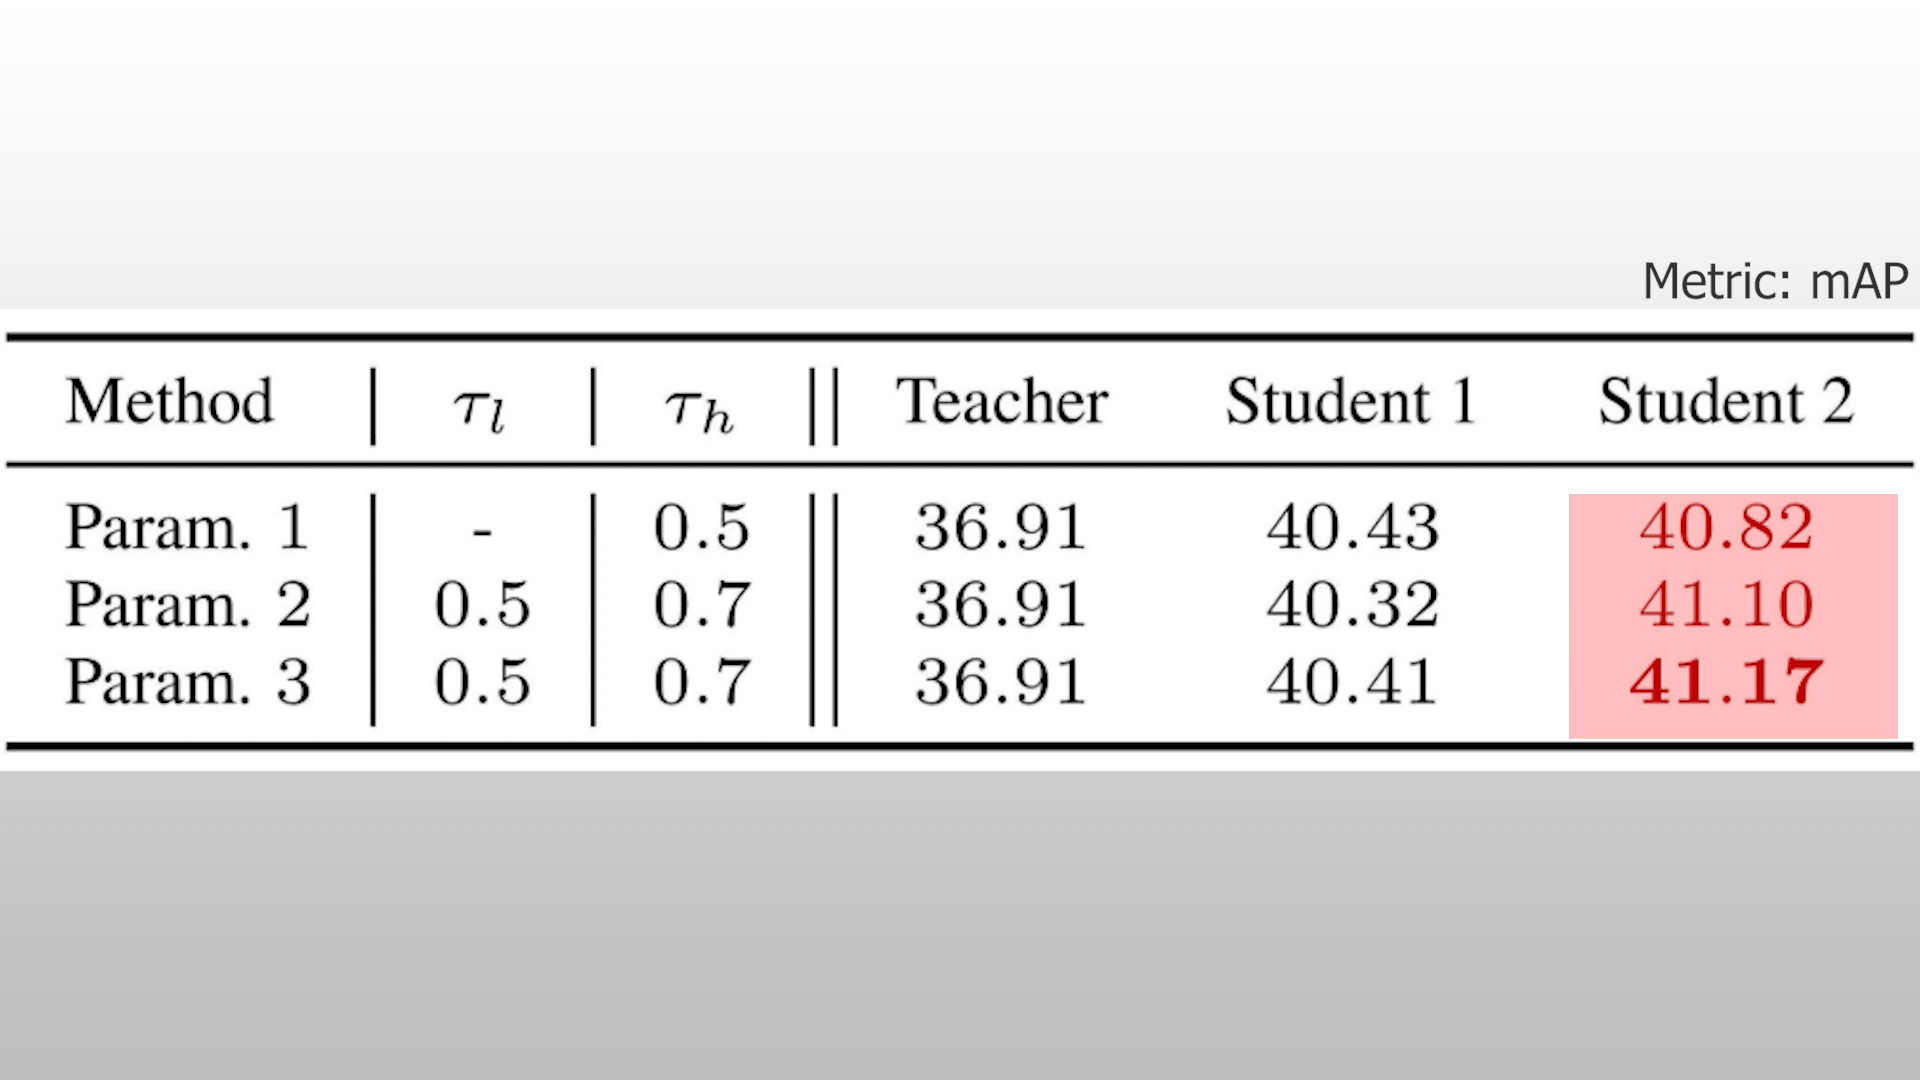 Metric: mAP
Method | τl | τh || Teacher Student 1 Student 2
Param. 1 | - | 0.5 || 36.91 40.43 40.82
Param. 2 | 0.5 | 0.7 || 36.91 40.32 41.10
Param. 3 | 0.5 | 0.7 || 36.91 40.41 41.17